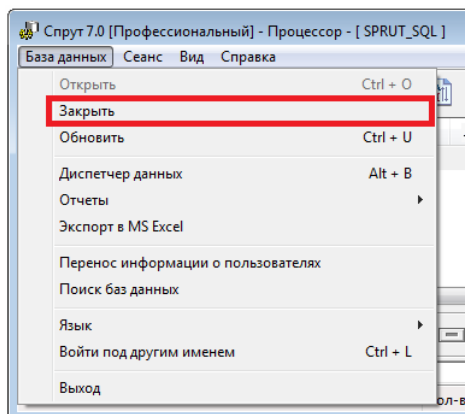 Спрут 7.0 [Профессиональный] - Процессор - [ SPRUT_SQL ]
База данных Сеанс Вид Справка
Открыть Ctrl + O
Закрыть
Обновить Ctrl + U
Диспетчер данных Alt + B
Отчеты
Экспорт в MS Excel
Перенос информации о пользователях
Поиск баз данных
Язык
Войти под другим именем Ctrl + L
Выход